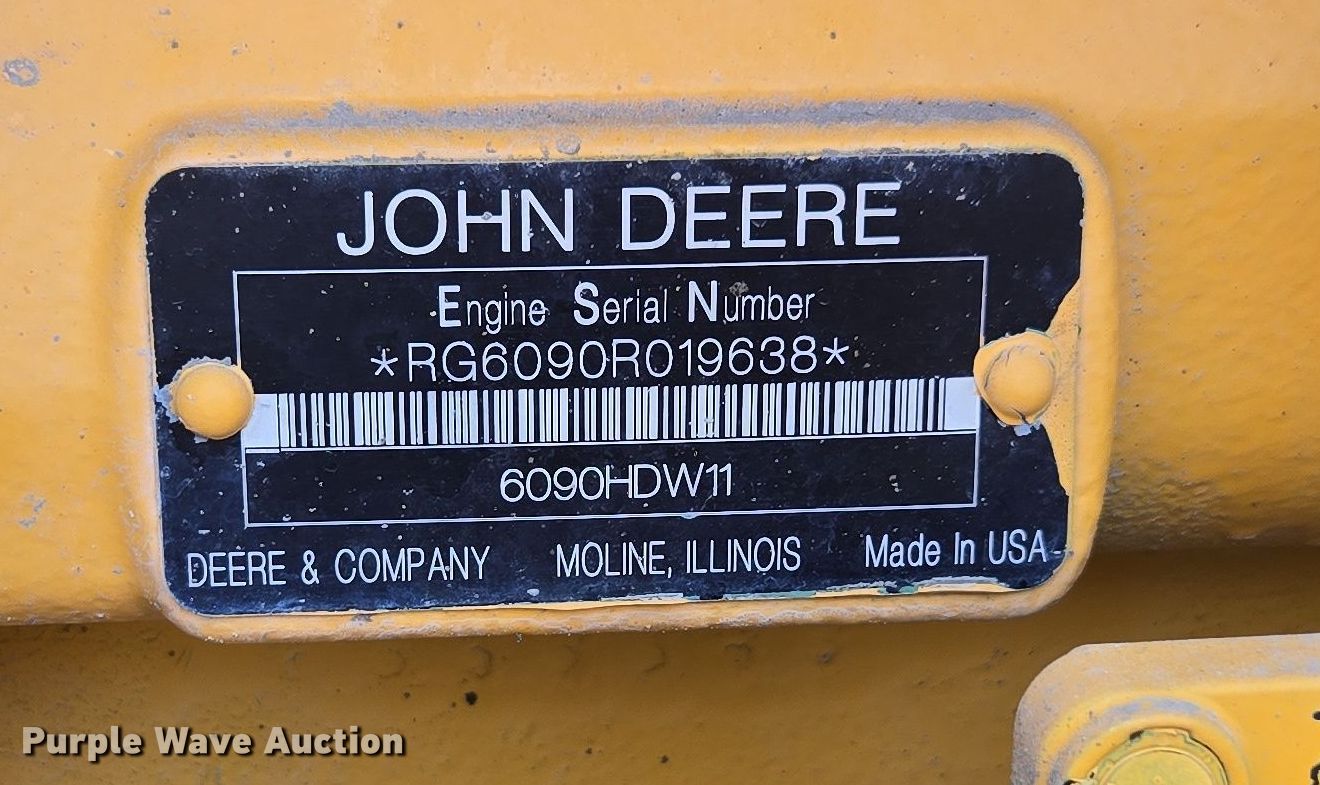 JOHN DEERE
Engine Serial Number
*RG6090R019638*
6090HDW11
DEERE & COMPANY MOLINE, ILLINOIS Made In USA
Purple Wave Auction